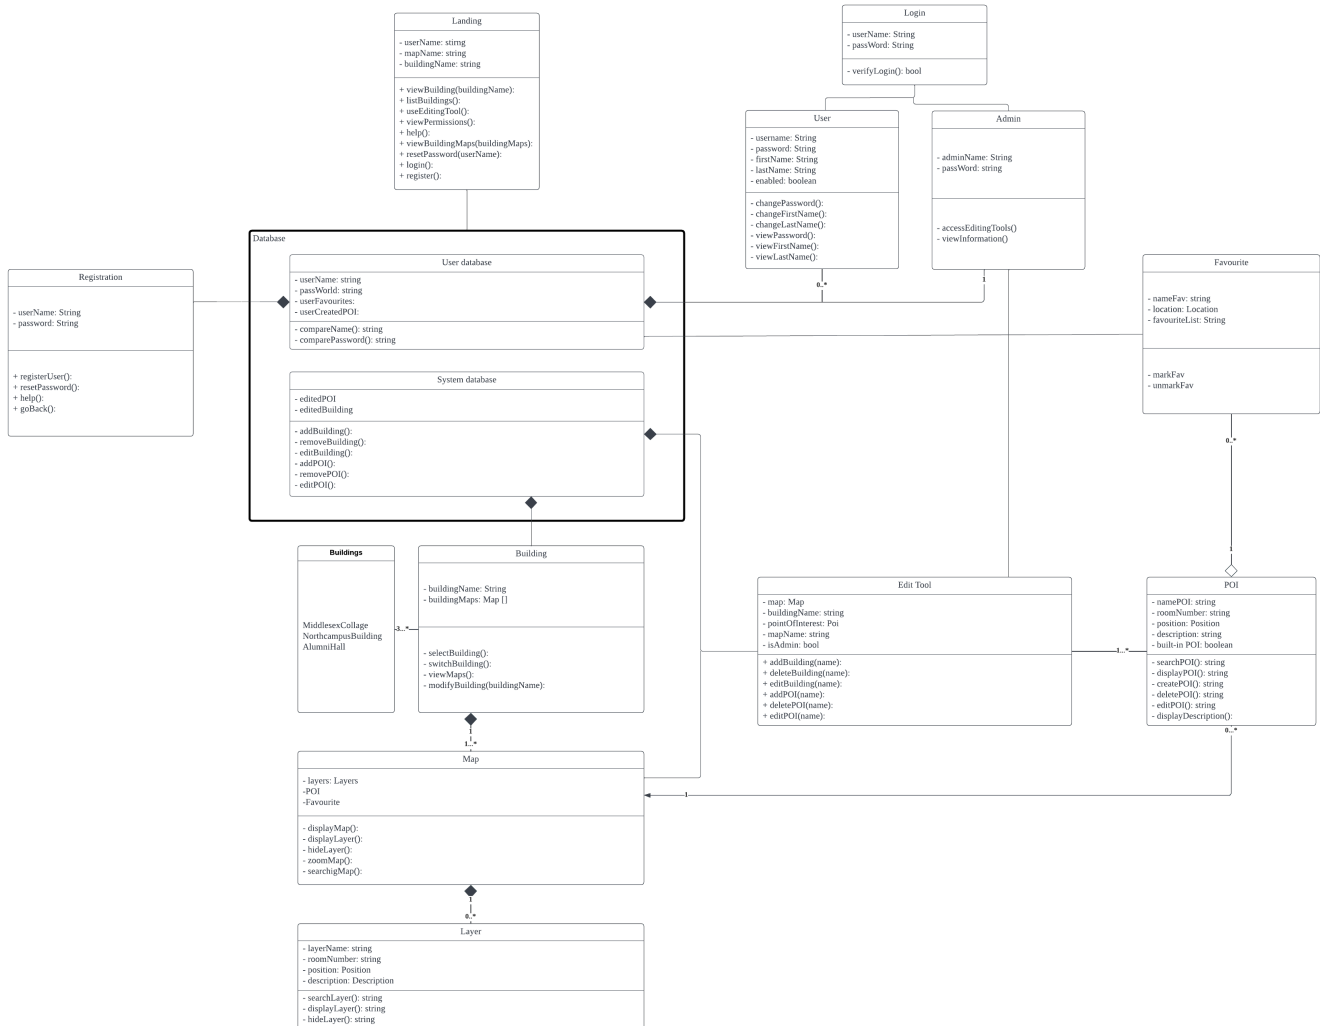 Landing
- userName: stirng
- mapName: string
- buildingName: string
+ viewBuilding(buildingName):
+ listBuildings():
+ useEditingTool():
+ viewPermissions():
+ help():
+ viewBuildingMaps(buildingMaps):
+ resetPassword(userName):
+ login():
+ register():
Login
- userName: String
- passWord: String
- verifyLogin(): bool
User
- username: String
- password: String
- firstName: String
- lastName: String
- enabled: boolean
- changePassword():
- changeFirstName():
- changeLastName():
- viewPassword():
- viewFirstName():
- viewLastName():
0..*
Admin
- adminName: String
- passWord: string
- accessEditingTools()
- viewInformation()
1
Database
User database
- userName: string
- passWorld: string
- userFavourites:
- userCreatedPOI:
- compareName(): string
- comparePassword(): string
Registration
- userName: String
- password: String
+ registerUser():
+ resetPassword():
+ help():
+ goBack():
Favourite
- nameFav: string
- location: Location
- favouriteList: String
- markFav
- unmarkFav
0..*
1
System database
- editedPOI
- editedBuilding
- addBuilding():
- removeBuilding():
- editBuilding():
- addPOI():
- removePOI():
- editPOI():
Buildings
MiddlesexCollage
NorthcampusBuilding
AlumniHall
3...*
Building
- buildingName: String
- buildingMaps: Map []
- selectBuilding():
- switchBuilding():
- viewMaps():
- modifyBuilding(buildingName):
1
1...*
Edit Tool
- map: Map
- buildingName: string
- pointOfInterest: Poi
- mapName: string
- isAdmin: bool
+ addBuilding(name):
+ deleteBuilding(name):
+ editBuilding(name):
+ addPOI(name):
+ deletePOI(name):
+ editPOI(name):
1...*
POI
- namePOI: string
- roomNumber: string
- position: Position
- description: string
- built-in POI: boolean
- searchPOI(): string
- displayPOI(): string
- createPOI(): string
- deletePOI(): string
- editPOI(): string
- displayDescription():
0...*
1
Map
- layers: Layers
-POI
-Favourite
- displayMap():
- displayLayer():
- hideLayer():
- zoomMap():
- searchigMap():
1
0..*
Layer
- layerName: string
- roomNumber: string
- position: Position
- description: Description
- searchLayer(): string
- displayLayer(): string
- hideLayer(): string